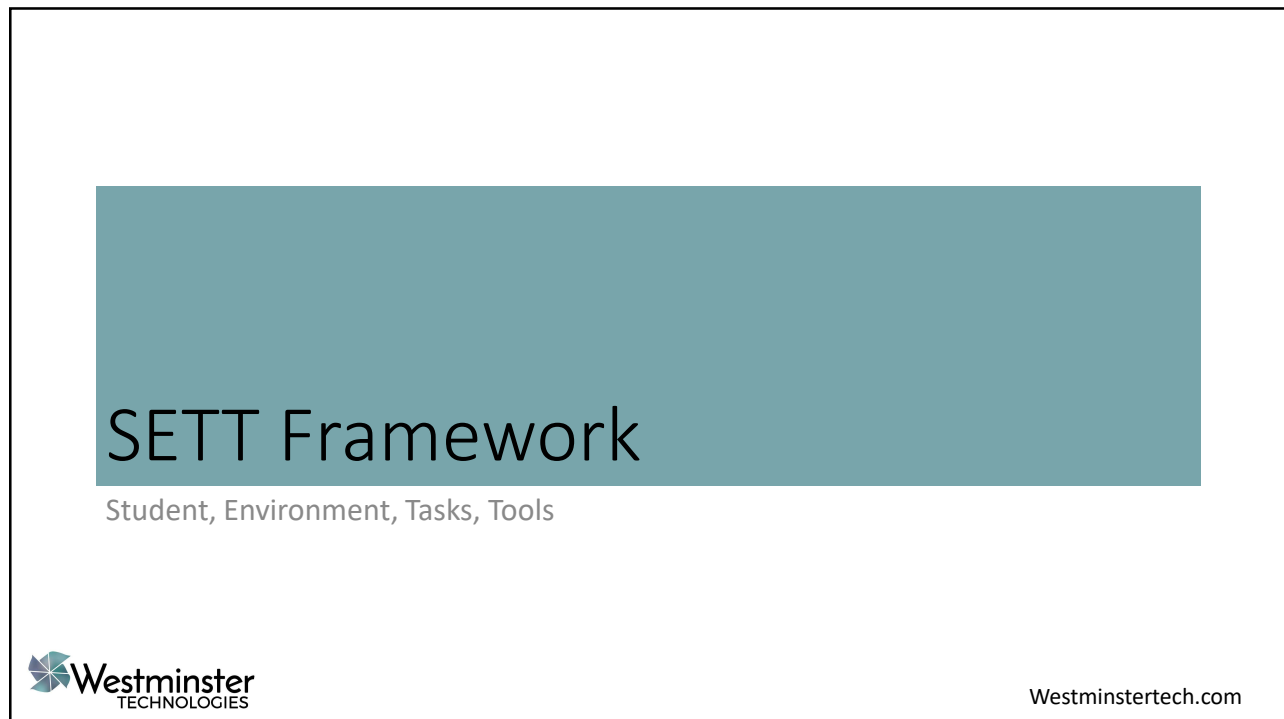 SETT Framework
Student, Environment, Tasks, Tools
Westminster
TECHNOLOGIES
Westminstertech.com